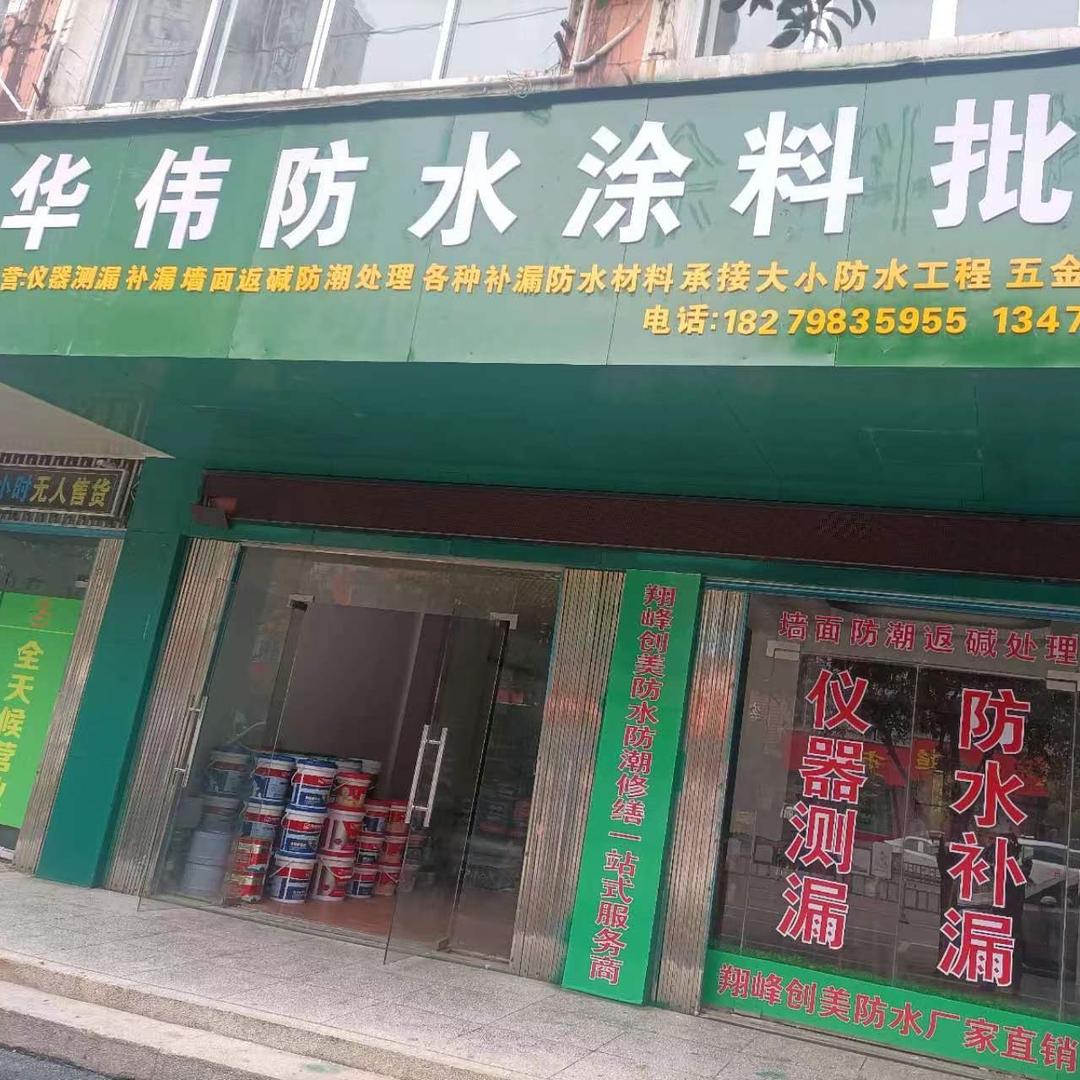 华伟防水涂料批
营:仪器测漏 补漏 墙面返碱防潮处理 各种补漏防水材料承接大小防水工程 五金
电话:18279835955 1347
小时无人售货
全天候营业
翔峰创美防水防潮修缮一站式服务商
墙面防潮返碱处理
仪器测漏
防水补漏
翔峰创美防水厂家直销